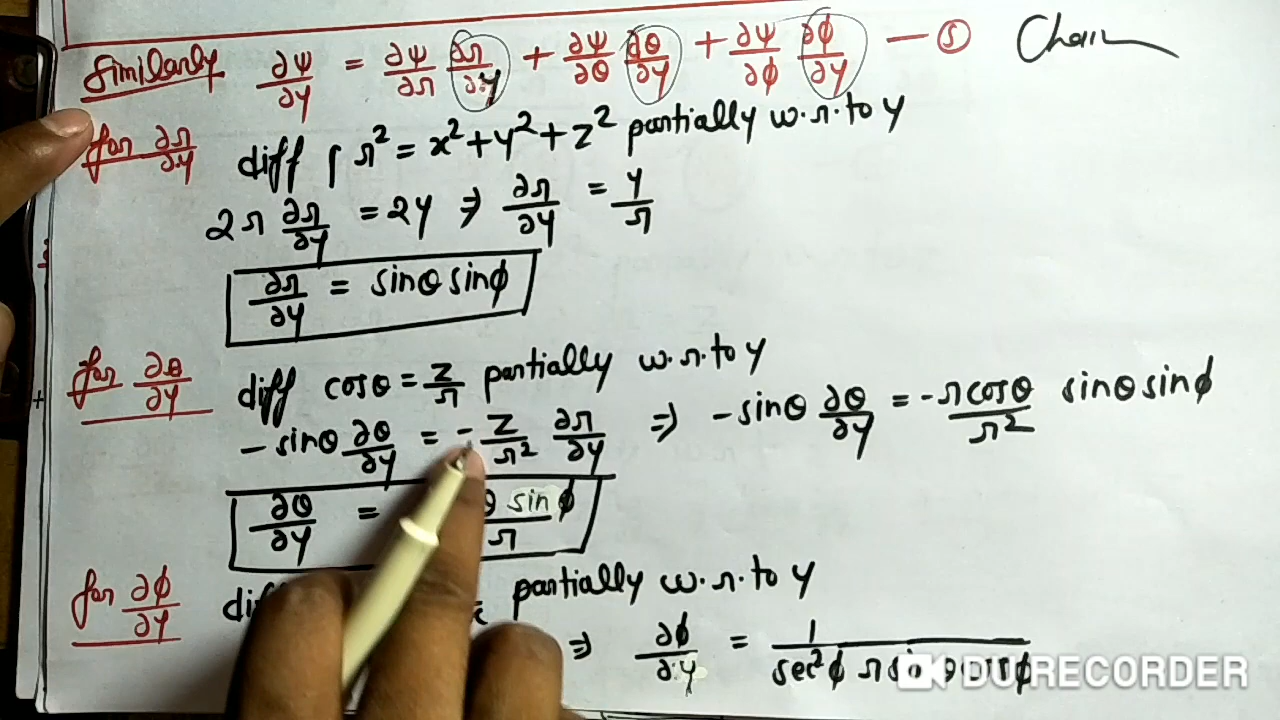 Similarly ∂ψ/∂y = ∂ψ/∂r ∂r/∂y + ∂ψ/∂θ ∂θ/∂y + ∂ψ/∂φ ∂φ/∂y — ⑤ Chain
for ∂r/∂y diff r² = x² + y² + z² partially w.r.to y
2r ∂r/∂y = 2y ⇒ ∂r/∂y = y/r
∂r/∂y = sinθ sinφ
for ∂θ/∂y diff cosθ = z/r partially w.r.to y
- sinθ ∂θ/∂y = - z/r² ∂r/∂y ⇒ - sinθ ∂θ/∂y = - r cosθ/r² sinθ sinφ
∂θ/∂y = sin φ/r
for ∂φ/∂y partially w.r.to y
⇒ ∂φ/∂y = 1/sec²φ r
DU RECORDER